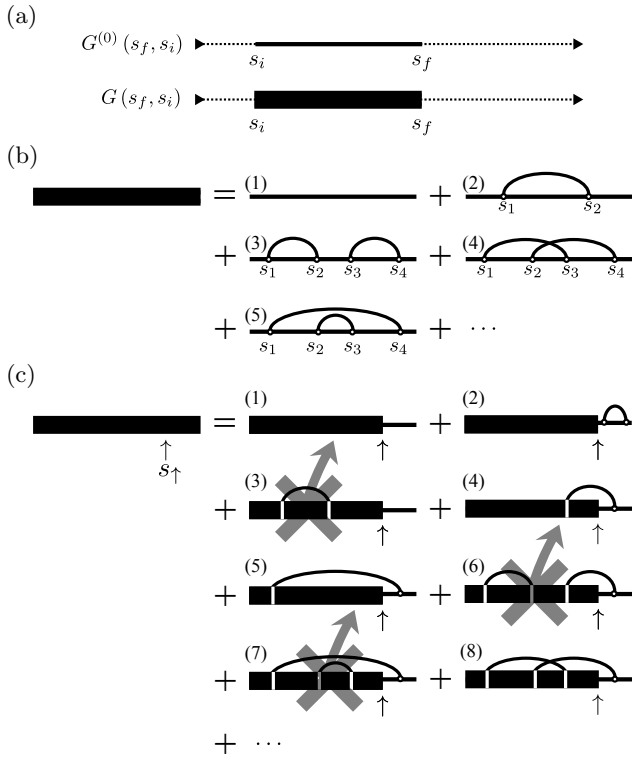 (a)
G^{(0)} (s_f, s_i)
s_i s_f
G (s_f, s_i)
s_i s_f
(b)
= (1) + (2)
s_1 s_2
+ (3) + (4)
s_1 s_2 s_3 s_4 s_1 s_2 s_3 s_4
+ (5) + ⋯
s_1 s_2 s_3 s_4
(c)
= (1) + (2)
↑ ↑ ↑
s_↑
+ (3) + (4)
↑ ↑
+ (5) + (6)
↑ ↑
+ (7) + (8)
↑ ↑
+ ⋯